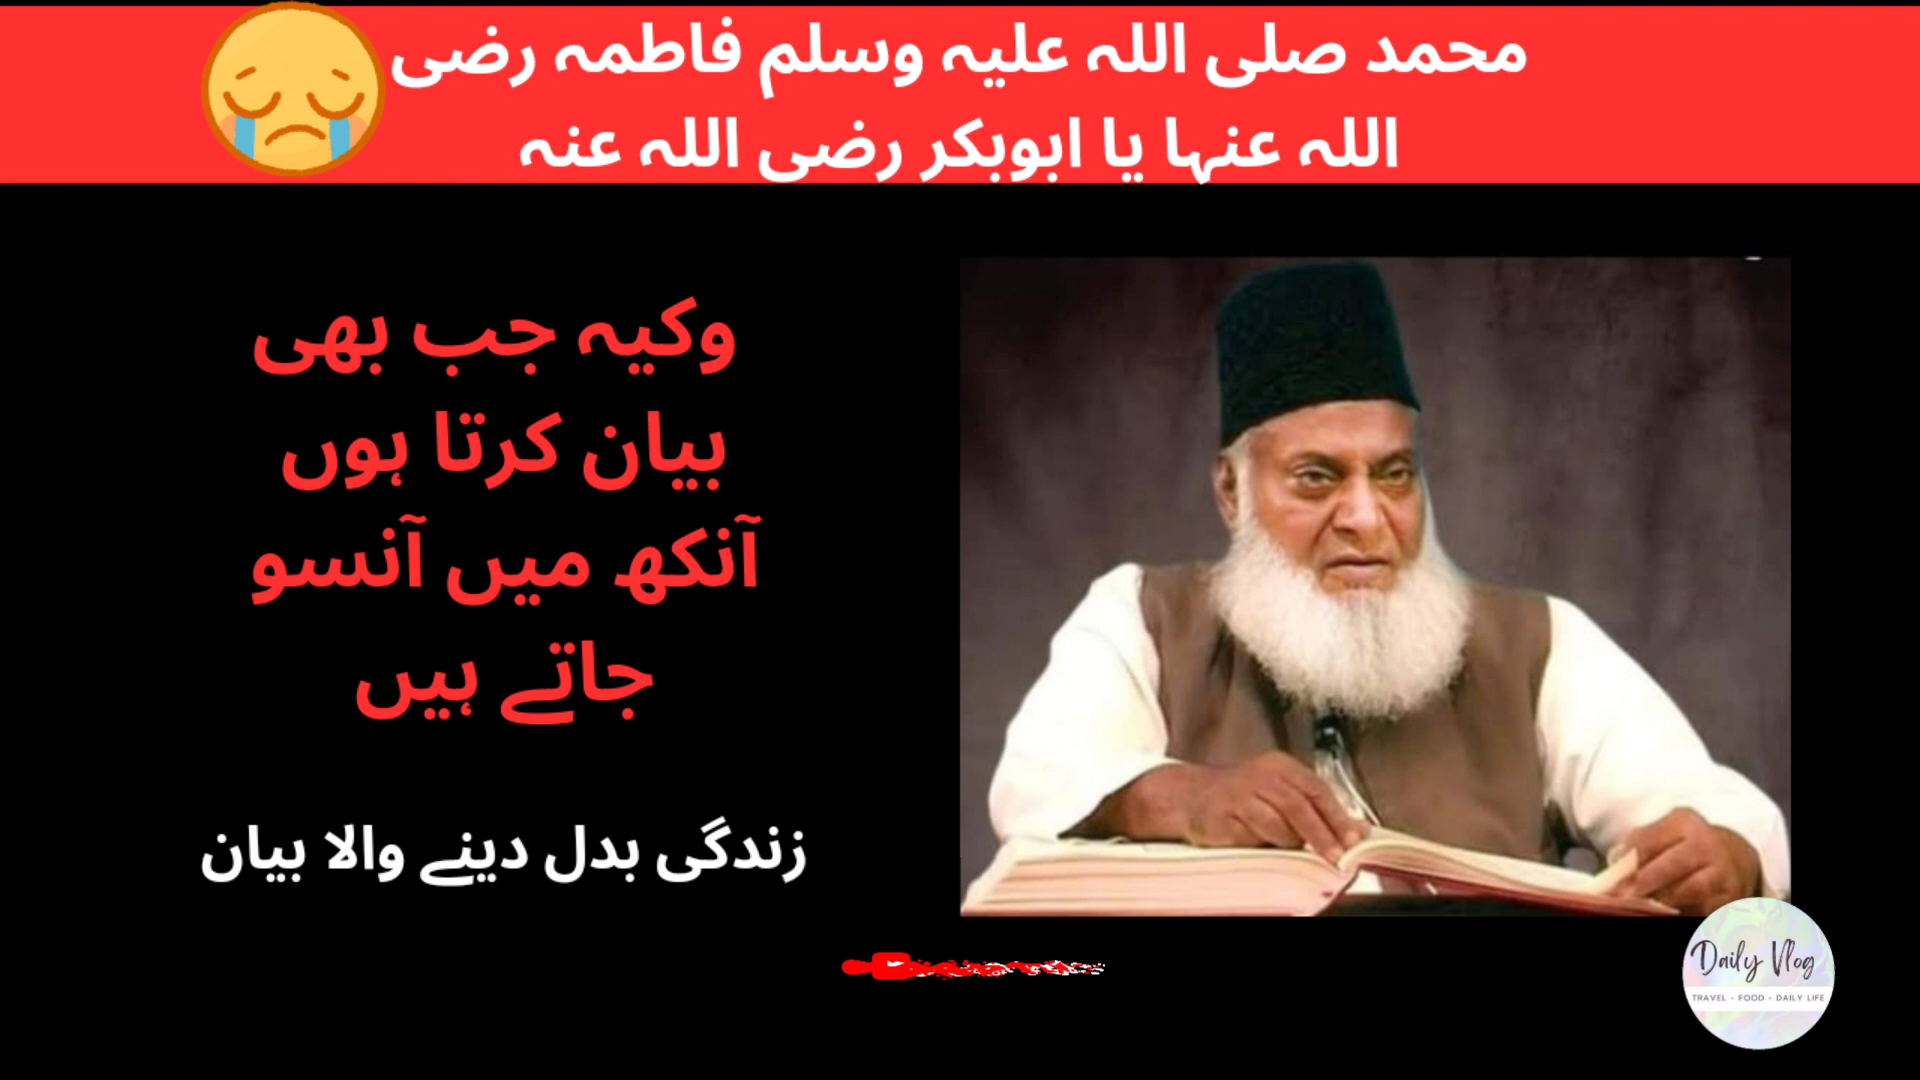 محمد صلی اللہ علیہ وسلم فاطمہ رضی
اللہ عنہا یا ابوبکر رضی اللہ عنہ
وکیہ جب بھی
بیان کرتا ہوں
آنکھ میں آنسو
جاتے ہیں
زندگی بدل دینے والا بیان
Daily Vlog
TRAVEL - FOOD - DAILY LIFE